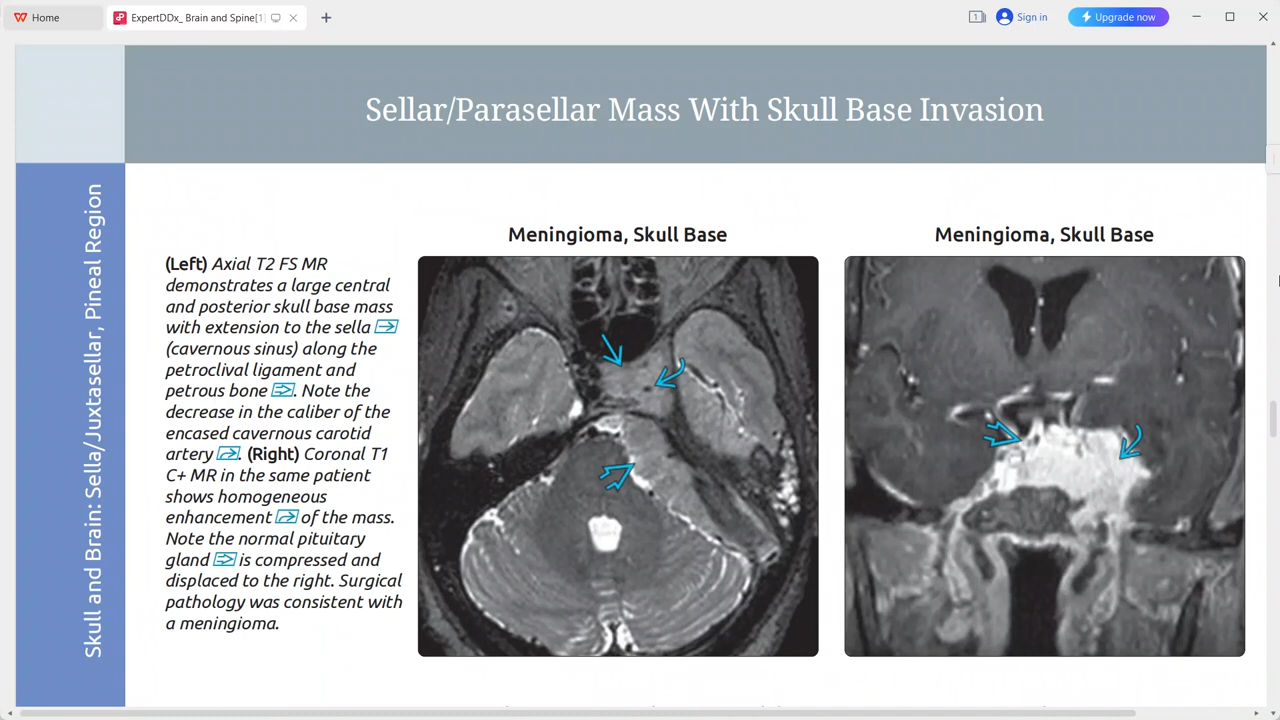 Home
ExpertDDx_ Brain and Spine[1]
1
Sign in
Upgrade now
Sellar/Parasellar Mass With Skull Base Invasion
Skull and Brain: Sella/Juxtasellar, Pineal Region
Meningioma, Skull Base
Meningioma, Skull Base
(Left) Axial T2 FS MR
demonstrates a large central
and posterior skull base mass
with extension to the sella
(cavernous sinus) along the
petroclival ligament and
petrous bone. Note the
decrease in the caliber of the
encased cavernous carotid
artery. (Right) Coronal T1
C+ MR in the same patient
shows homogeneous
enhancement of the mass.
Note the normal pituitary
gland is compressed and
displaced to the right. Surgical
pathology was consistent with
a meningioma.